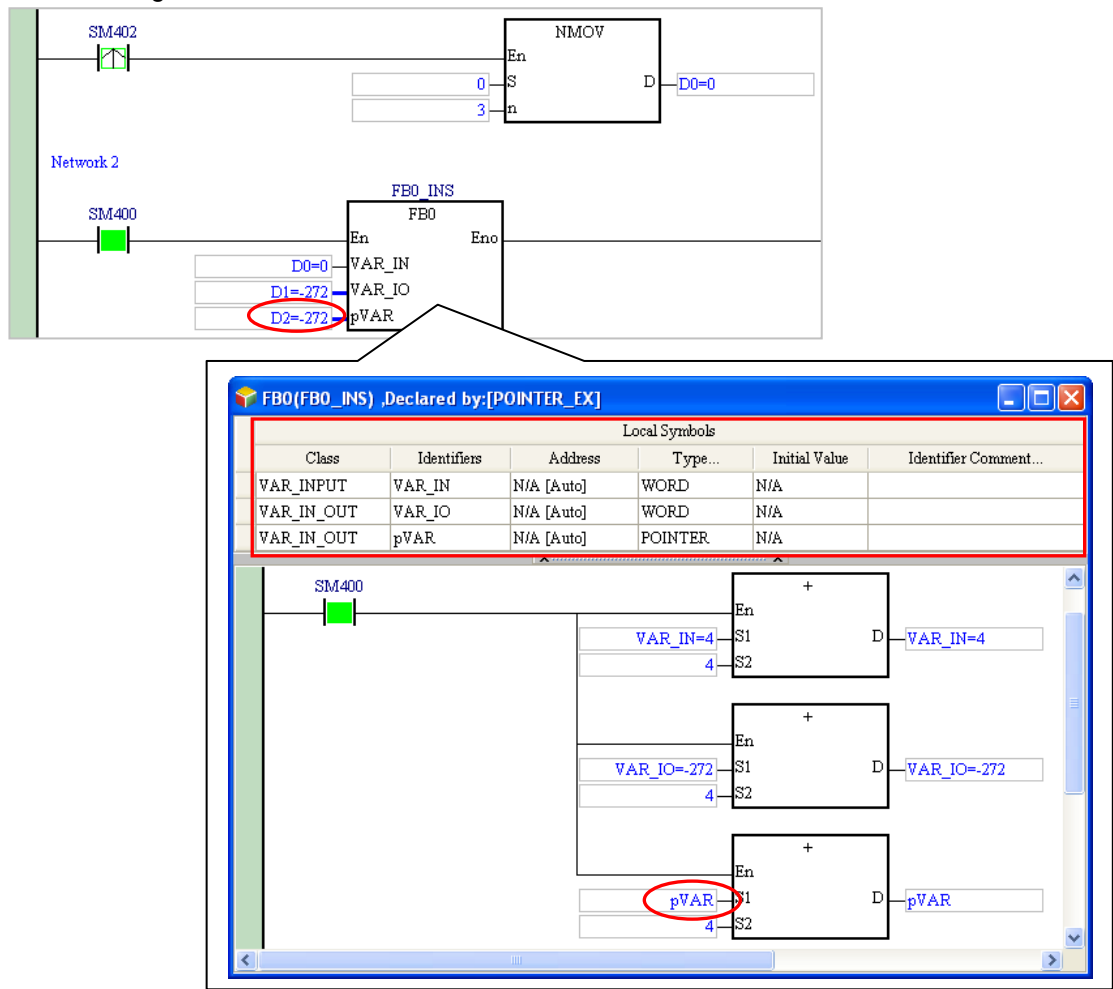 SM402
NMOV
En
0 S D D0=0
3 n
Network 2
FB0_INS
SM400 FB0
En Eno
D0=0 VAR_IN
D1=-272 VAR_IO
D2=-272 pVAR
FB0(FB0_INS) ,Declared by:[POINTER_EX]
Local Symbols
Class Identifiers Address Type... Initial Value Identifier Comment...
VAR_INPUT VAR_IN N/A [Auto] WORD N/A
VAR_IN_OUT VAR_IO N/A [Auto] WORD N/A
VAR_IN_OUT pVAR N/A [Auto] POINTER N/A
SM400 +
En
VAR_IN=4 S1 D VAR_IN=4
4 S2
+
En
VAR_IO=-272 S1 D VAR_IO=-272
4 S2
+
En
pVAR S1 D pVAR
4 S2